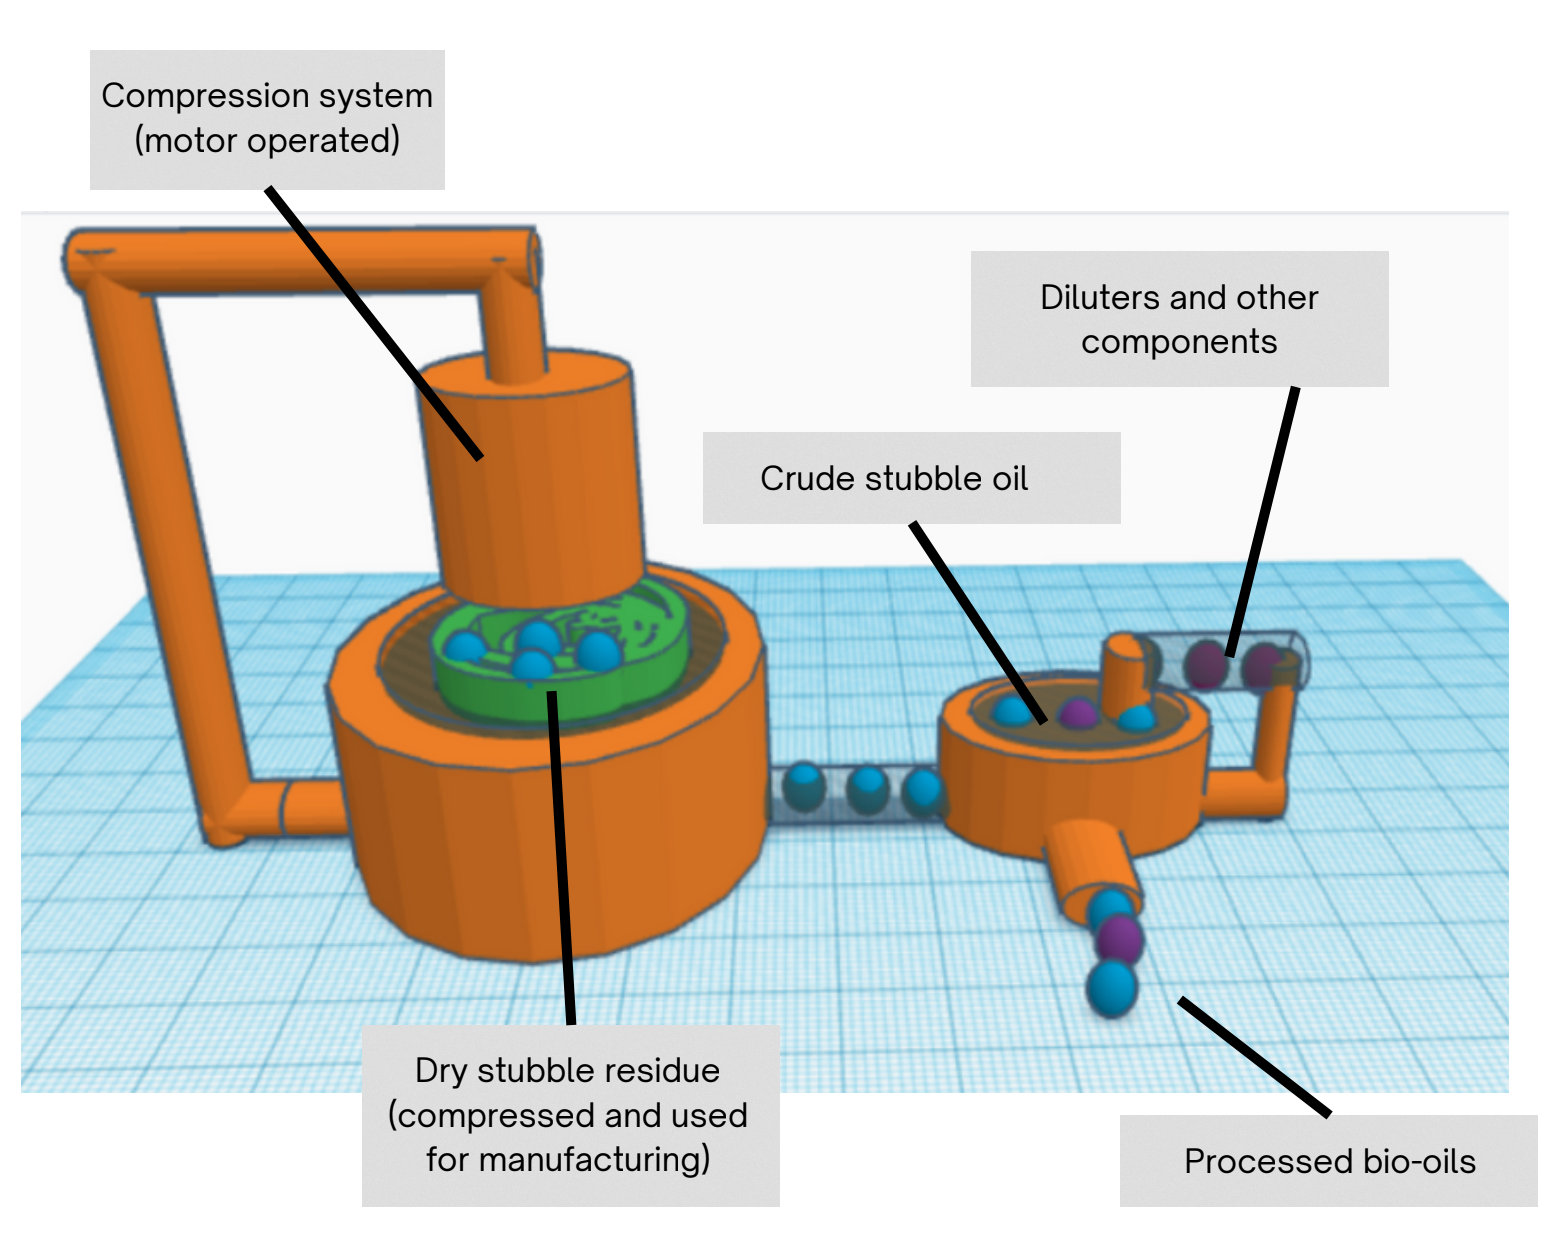 Compression system
(motor operated)
Diluters and other
components
Crude stubble oil
Dry stubble residue
(compressed and used
for manufacturing)
Processed bio-oils